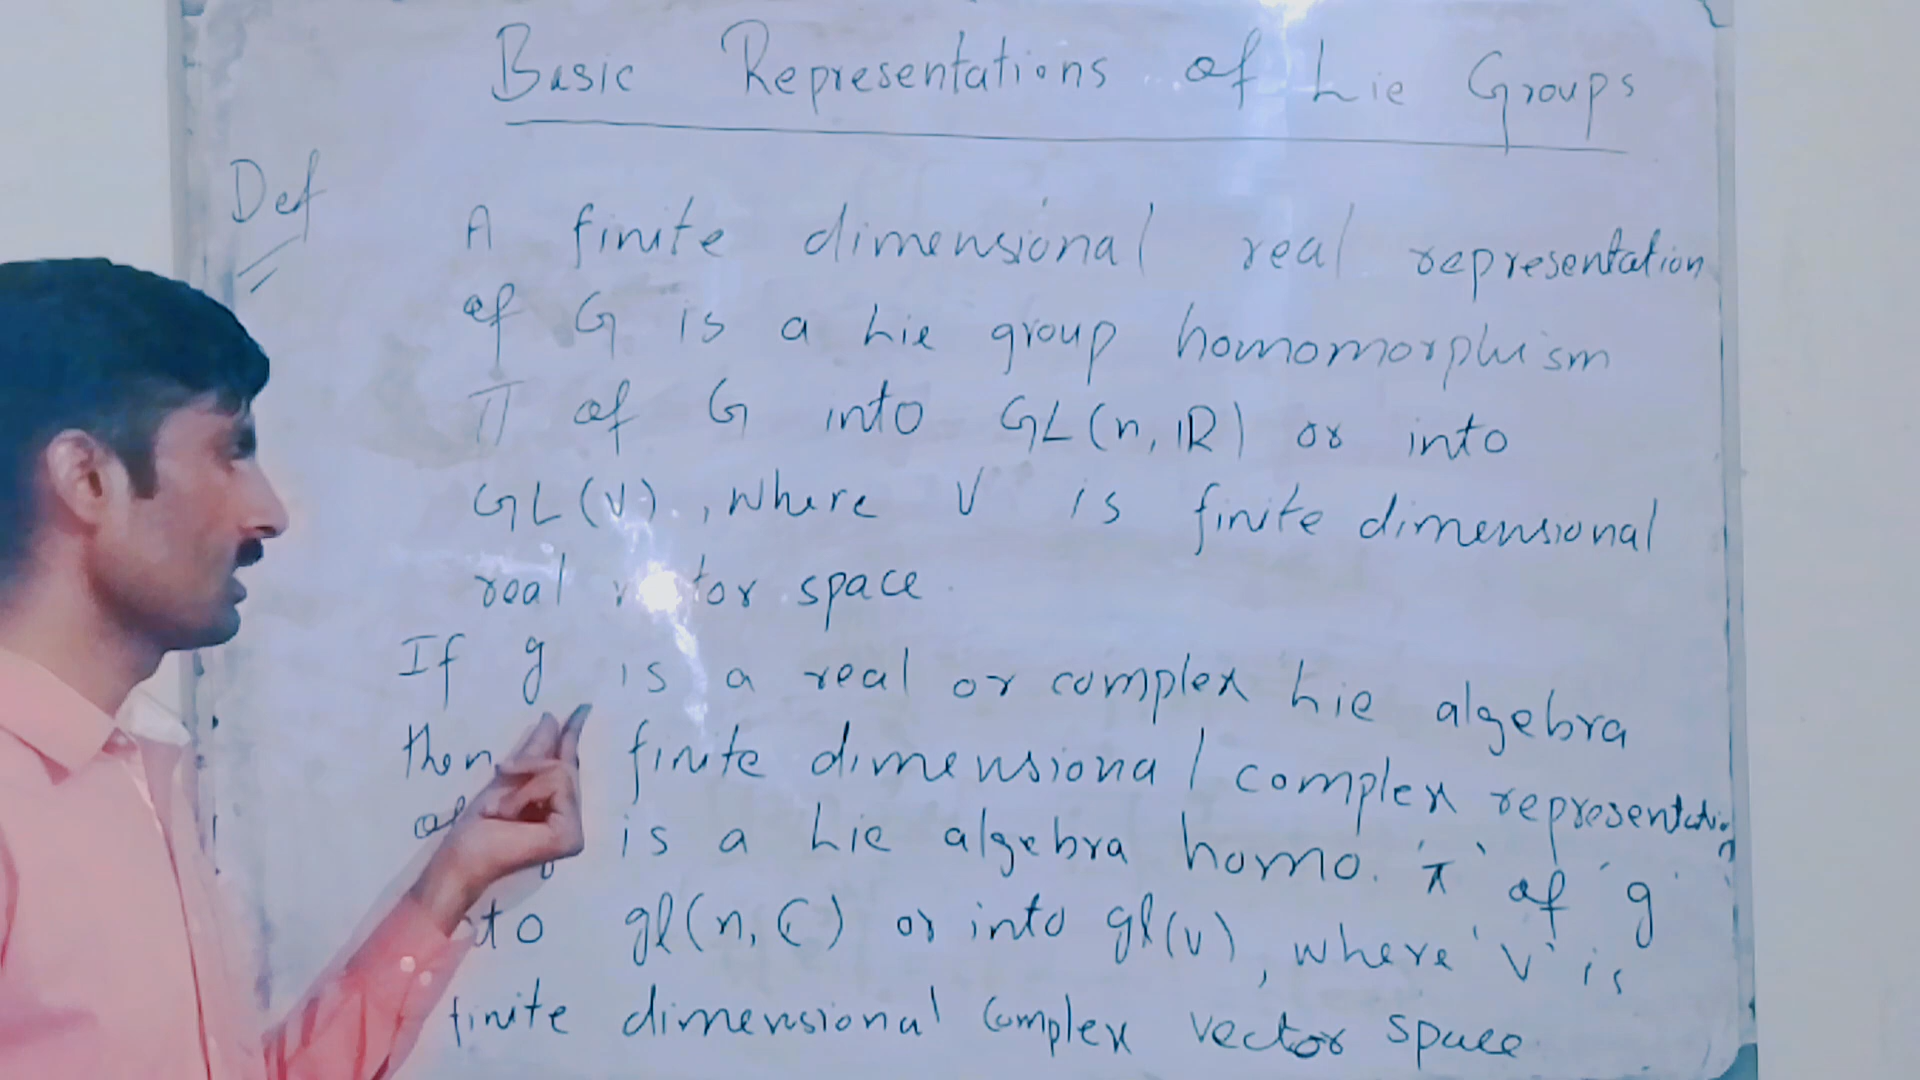 Basic Representations of Lie Groups
Def
A finite dimensional real representation
of G is a Lie group homomorphism
Π of G into GL(n, ℝ) or into
GL(V), where V is finite dimensional
real vector space.
If g is a real or complex Lie algebra
then finite dimensional complex representation
of is a Lie algebra homo. 'π' of 'g'
gl(n, C) or into gl(v), where 'V' is
finite dimensional complex vector space.